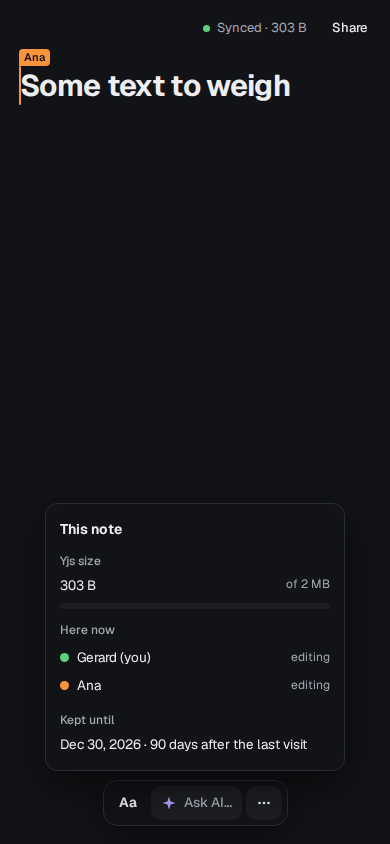 Synced · 303 B Share
Ana
Some text to weigh
This note
Yjs size
303 B of 2 MB
Here now
Gerard (you) editing
Ana editing
Kept until
Dec 30, 2026 · 90 days after the last visit
Aa Ask AI...